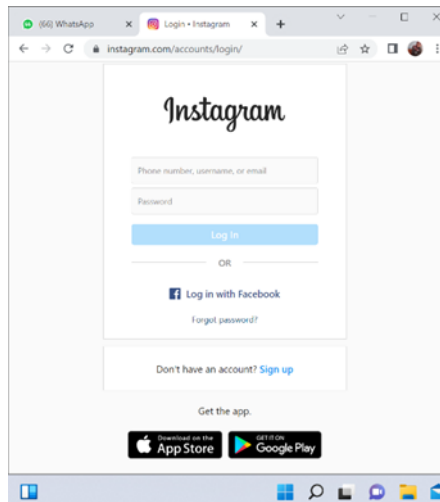 (66) WhatsApp
Login • Instagram
instagram.com/accounts/login/
Instagram
Phone number, username, or email
Password
Log In
OR
Log in with Facebook
Forgot password?
Don't have an account? Sign up
Get the app.
Download on the
App Store
GET IT ON
Google Play